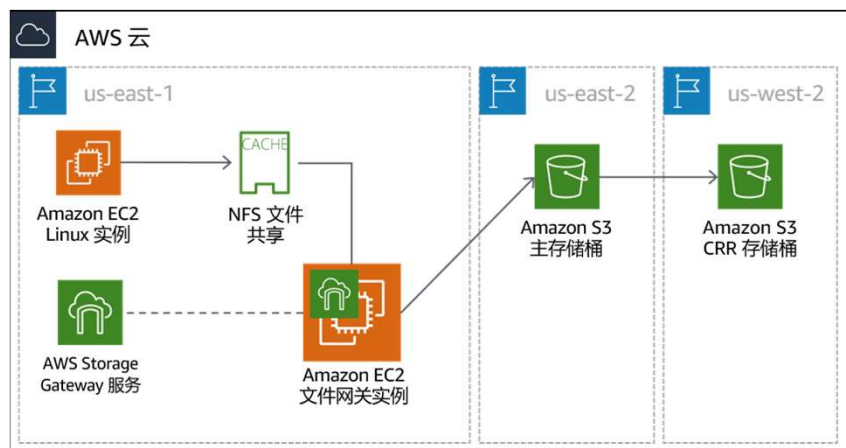 AWS 云
us-east-1
us-east-2
us-west-2
CACHE
Amazon EC2
Linux 实例
NFS 文件
共享
Amazon S3
主存储桶
Amazon S3
CRR 存储桶
AWS Storage
Gateway 服务
Amazon EC2
文件网关实例